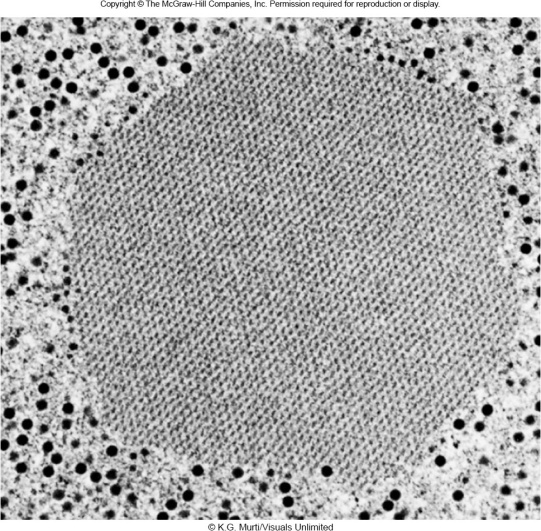 Copyright © The McGraw-Hill Companies, Inc. Permission required for reproduction or display.
© K.G. Murti/Visuals Unlimited